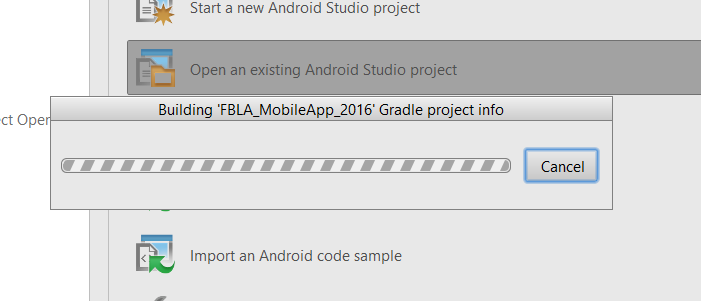 Start a new Android Studio project
Open an existing Android Studio project
ct Oper
Building 'FBLA_MobileApp_2016' Gradle project info
Cancel
Import an Android code sample